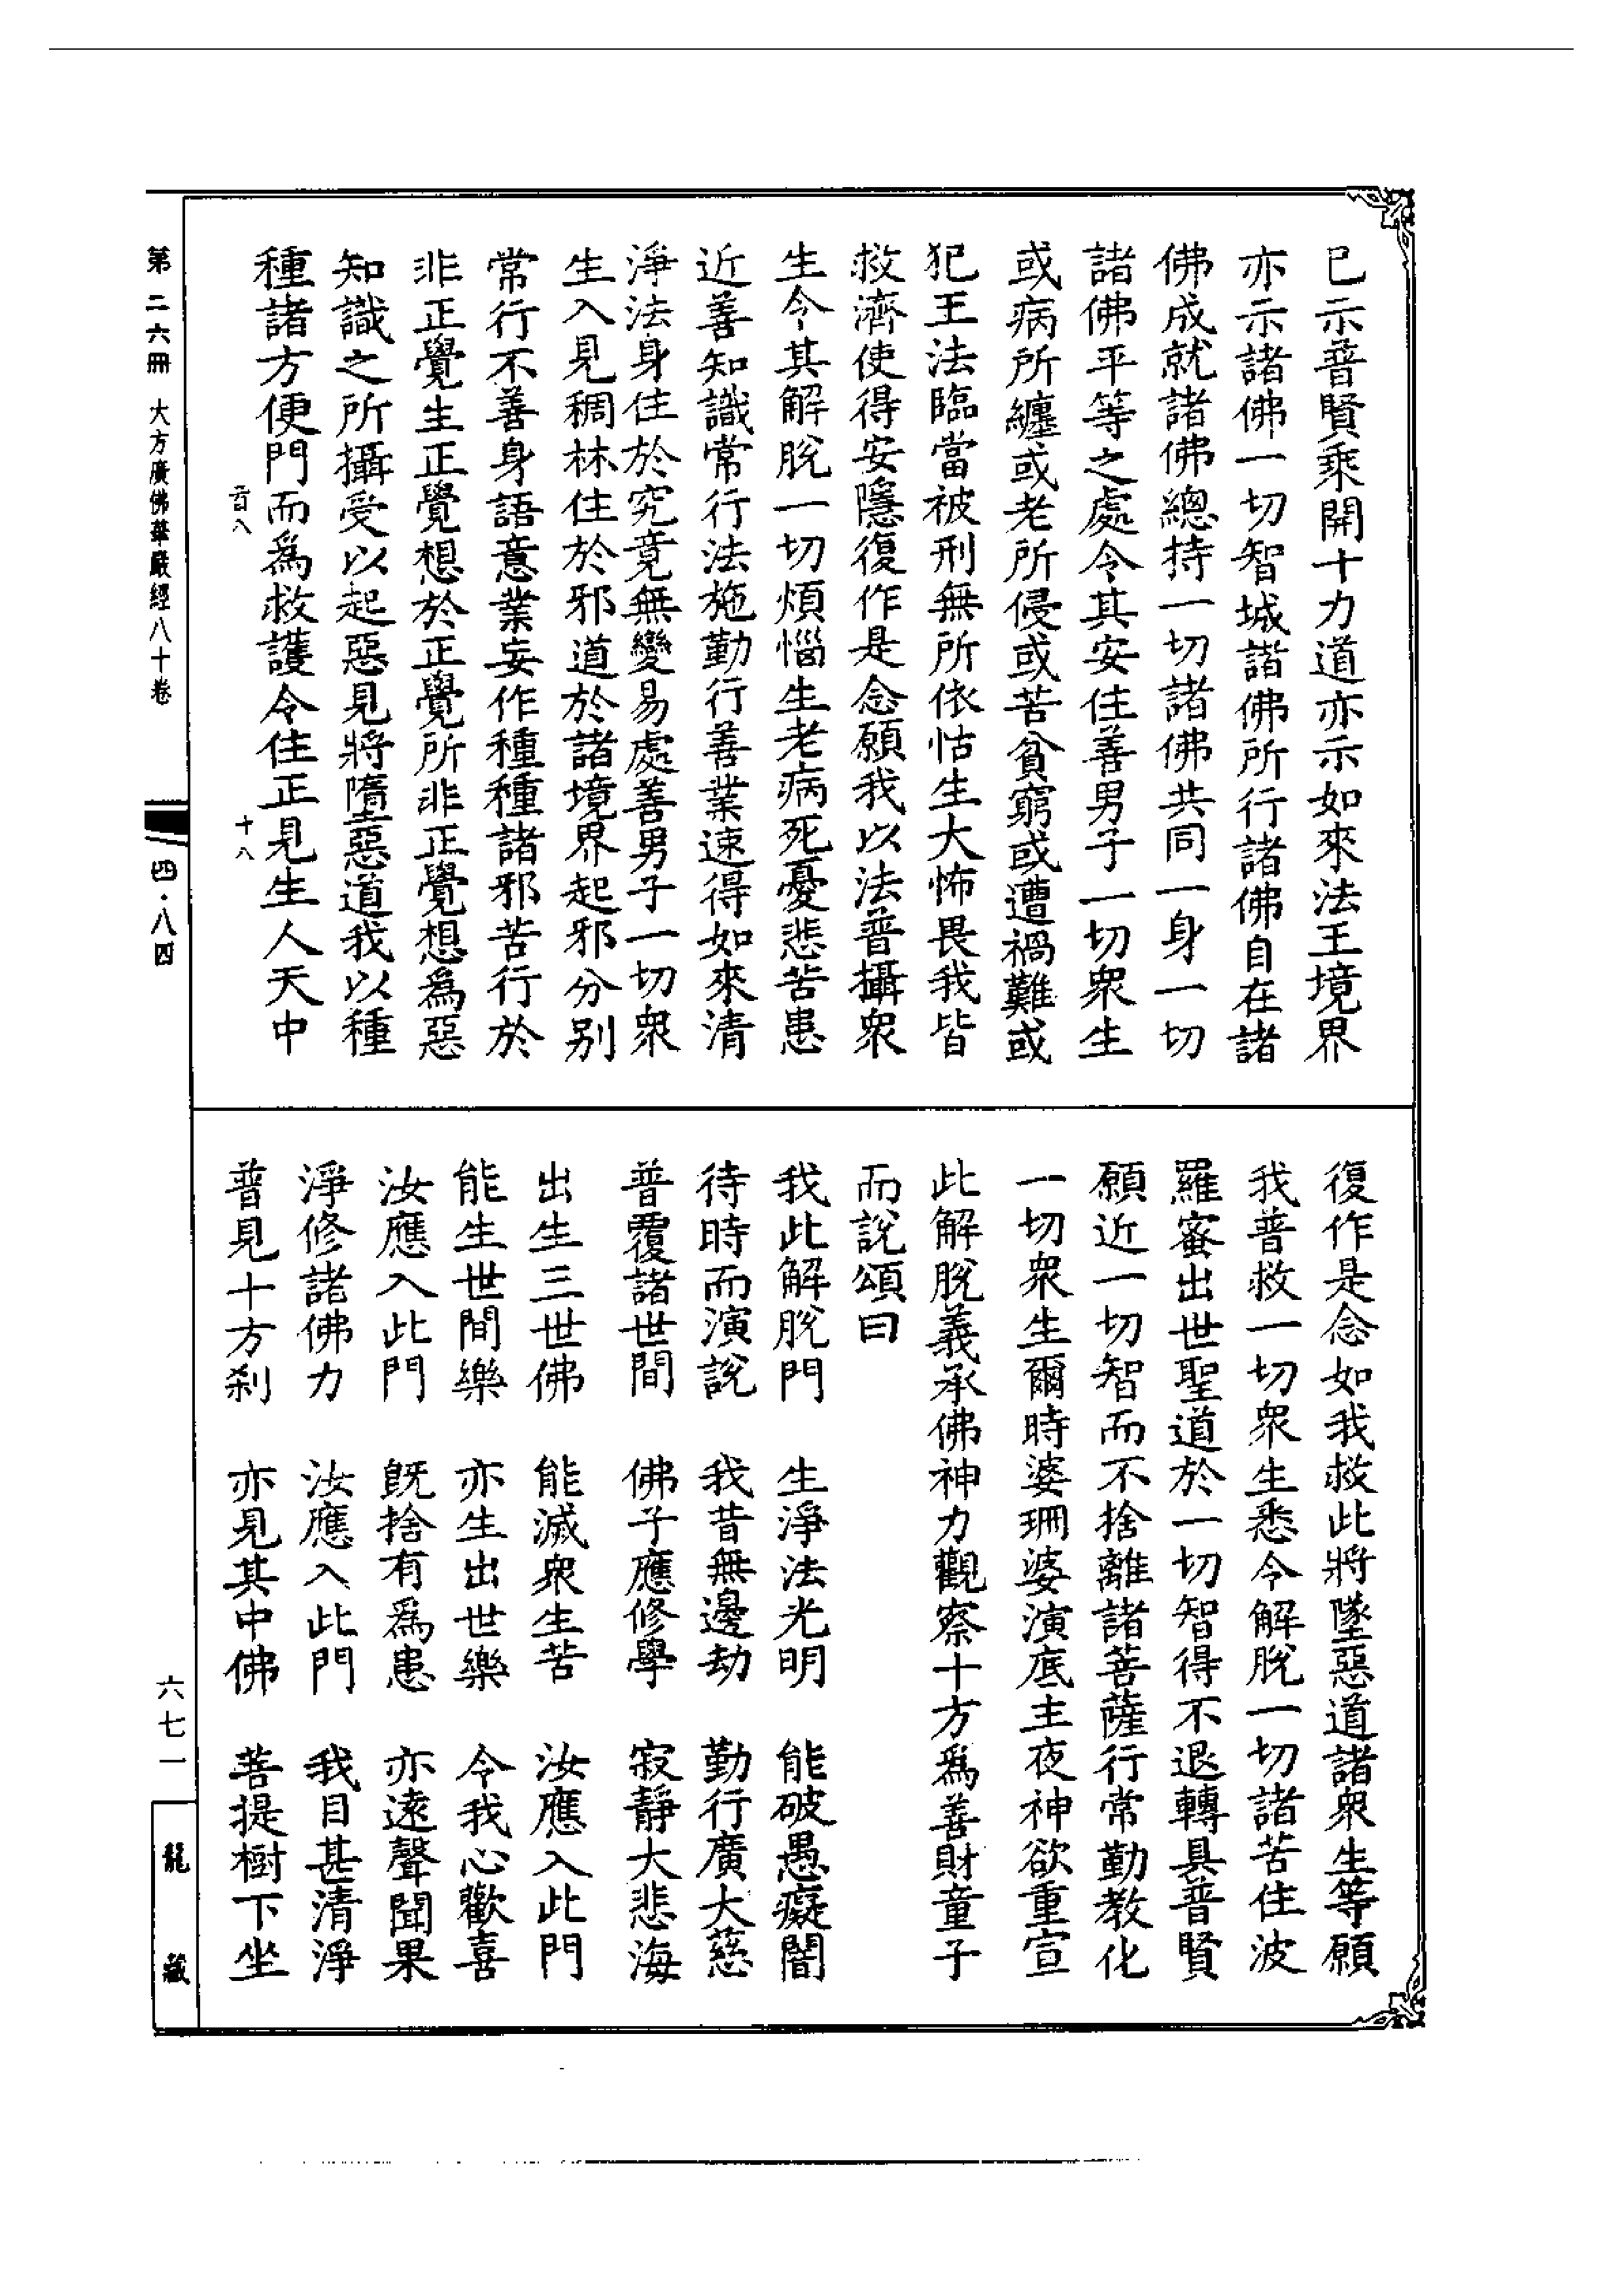 已示普賢乘開十力道亦示如來法王境界
亦示諸佛一切智城諸佛所行諸佛自在諸
佛成就諸佛總持一切諸佛共同一身一切
諸佛平等之處令其安住善男子一切衆生
或病所纏或老所侵或苦貧窮或遭禍難或
犯王法臨當被刑無所依怙生大怖畏我皆
救濟使得安隱復作是念願我以法普攝衆
生令其解脫一切煩惱生老病死憂悲苦患
近善知識常行法施勤行善業速得如來清
淨法身住於究竟無變易處善男子一切衆
生入見稠林住於邪道於諸境界起邪分別
常行不善身語意業妄作種種諸邪苦行於
非正覺生正覺想於正覺所非正覺想爲惡
知識之所攝受以起惡見將墮惡道我以種
種諸方便門而爲救護令住正見生人天中
十八
第二六冊 大方廣佛華嚴經八十卷
四·八四
復作是念如我救此將墜惡道諸衆生等願
我普救一切衆生悉令解脫一切諸苦住波
羅蜜出世聖道於一切智得不退轉具普賢
願近一切智而不捨離諸菩薩行常勤教化
一切衆生爾時婆珊婆演底主夜神欲重宣
此解脫義承佛神力觀察十方爲善財童子
而說頌曰
我此解脫門 生淨法光明 能破愚癡闇
待時而演說 我昔無邊劫 勤行廣大慈
普覆諸世間 佛子應修學 寂靜大悲海
出生三世佛 能滅衆生苦 汝應入此門
能生世間樂 亦生出世樂 令我心歡喜
汝應入此門 旣捨有爲患 亦遠聲聞果
淨修諸佛力 汝應入此門 我目甚清淨
普見十方刹 亦見其中佛 菩提樹下坐
六七一
龍藏